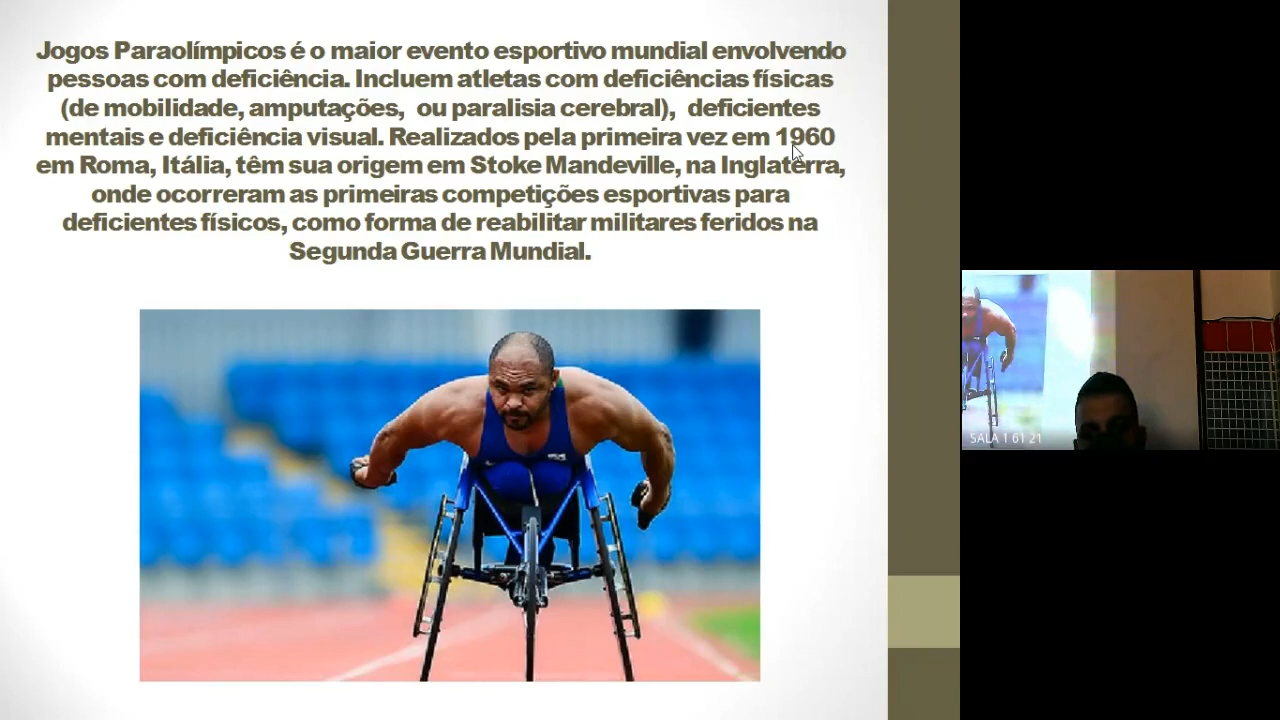 Jogos Paraolímpicos é o maior evento esportivo mundial envolvendo
pessoas com deficiência. Incluem atletas com deficiências físicas
(de mobilidade, amputações, ou paralisia cerebral), deficientes
mentais e deficiência visual. Realizados pela primeira vez em 1960
em Roma, Itália, têm sua origem em Stoke Mandeville, na Inglaterra,
onde ocorreram as primeiras competições esportivas para
deficientes físicos, como forma de reabilitar militares feridos na
Segunda Guerra Mundial.
SALA 1 61 21